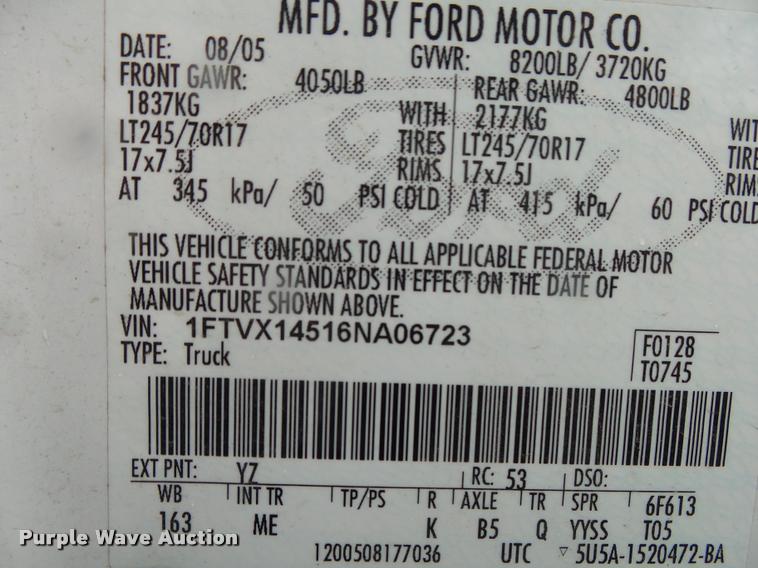 MFD. BY FORD MOTOR CO.
DATE: 08/05 GVWR: 8200LB/ 3720KG
FRONT GAWR: 4050LB REAR GAWR: 4800LB
1837KG WITH 2177KG WIT
LT245/70R17 TIRES LT245/70R17 TIRE
17x7.5J RIMS 17x7.5J RIM
AT 345 kPa/ 50 PSI COLD AT 415 kPa/ 60 PSI COLD
Ford
THIS VEHICLE CONFORMS TO ALL APPLICABLE FEDERAL MOTOR
VEHICLE SAFETY STANDARDS IN EFFECT ON THE DATE OF
MANUFACTURE SHOWN ABOVE.
VIN: 1FTVX14516NA06723
F0128
TYPE: Truck
T0745
EXT PNT: YZ RC: 53 DSO:
WB INT TR TP/PS R AXLE TR SPR 6F613
163 ME K B5 Q YYSS T05
1200508177036 UTC ▽ 5U5A-1520472-BA
Purple Wave Auction